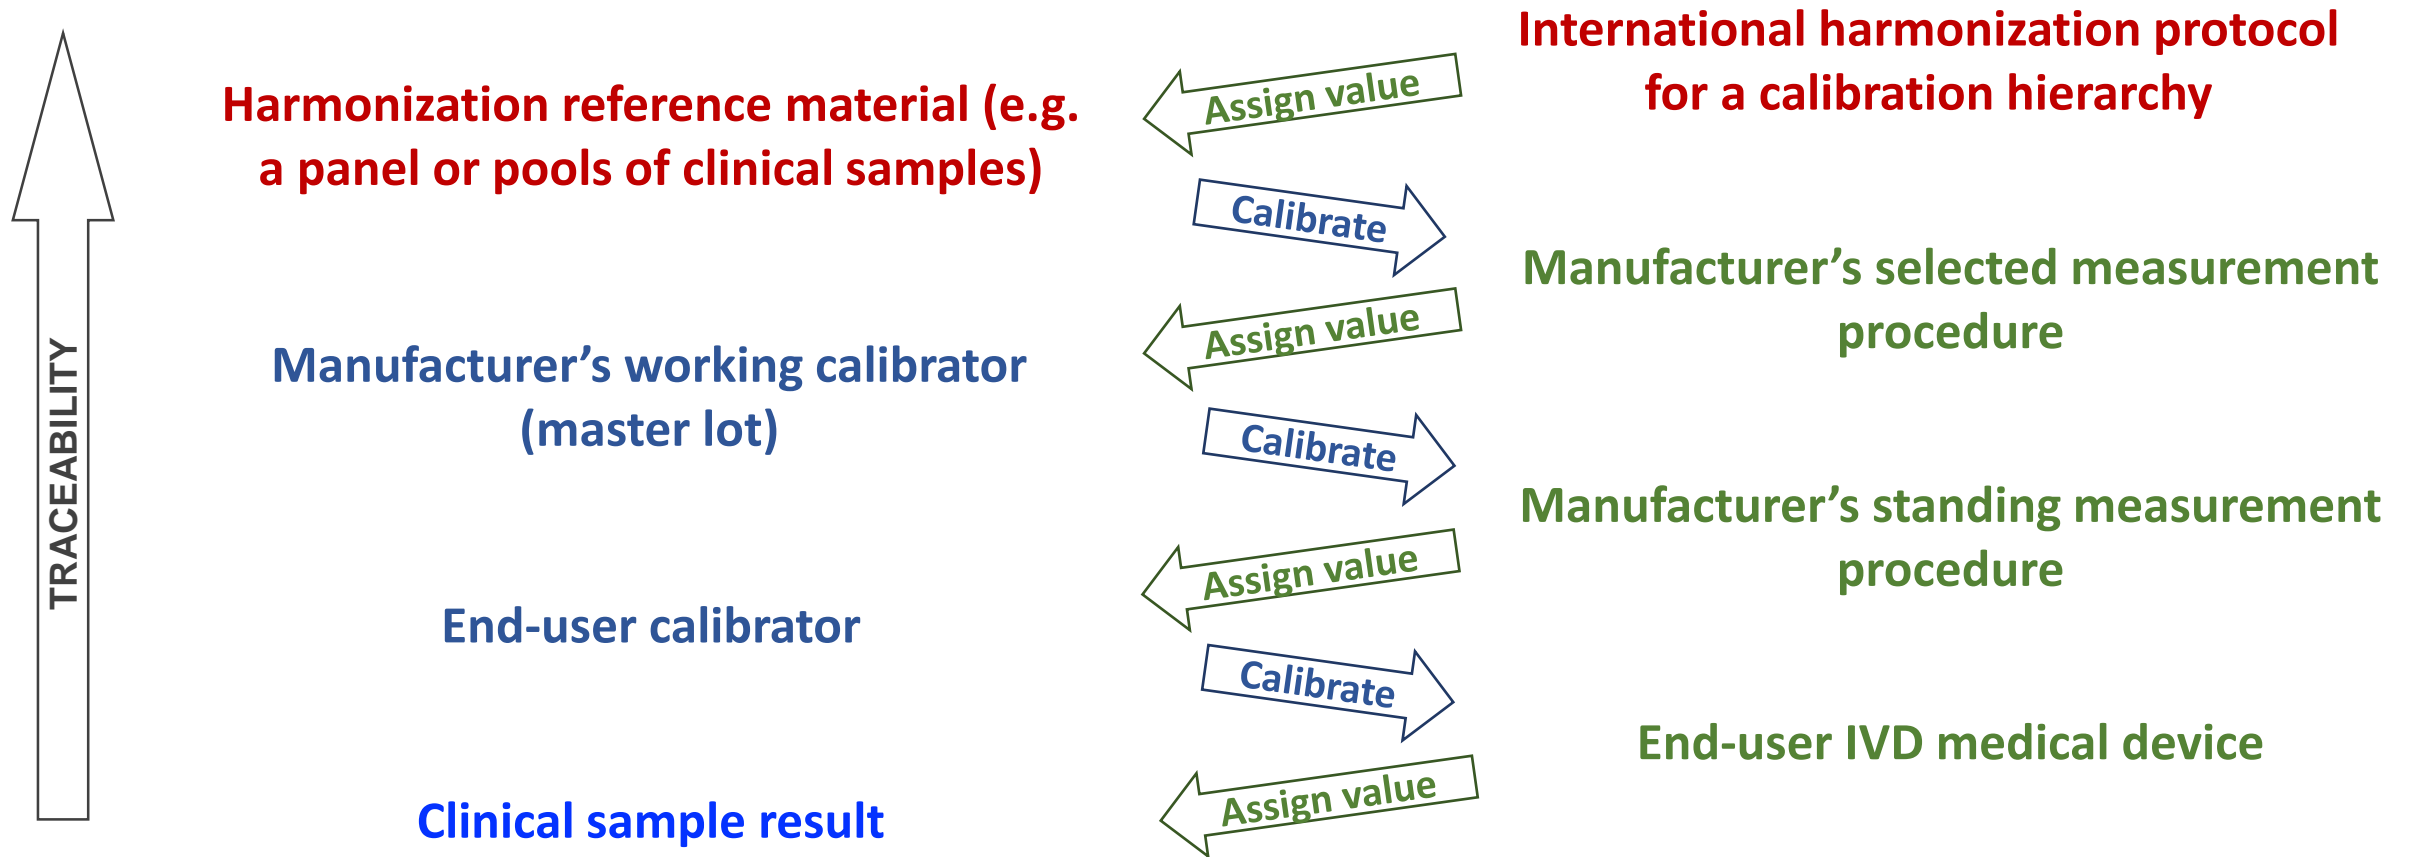 International harmonization protocol
for a calibration hierarchy
Assign value
Harmonization reference material (e.g.
a panel or pools of clinical samples)
Calibrate
Manufacturer’s selected measurement
procedure
Assign value
Manufacturer’s working calibrator
(master lot)
Calibrate
Manufacturer’s standing measurement
procedure
Assign value
End-user calibrator
Calibrate
End-user IVD medical device
Assign value
Clinical sample result
TRACEABILITY